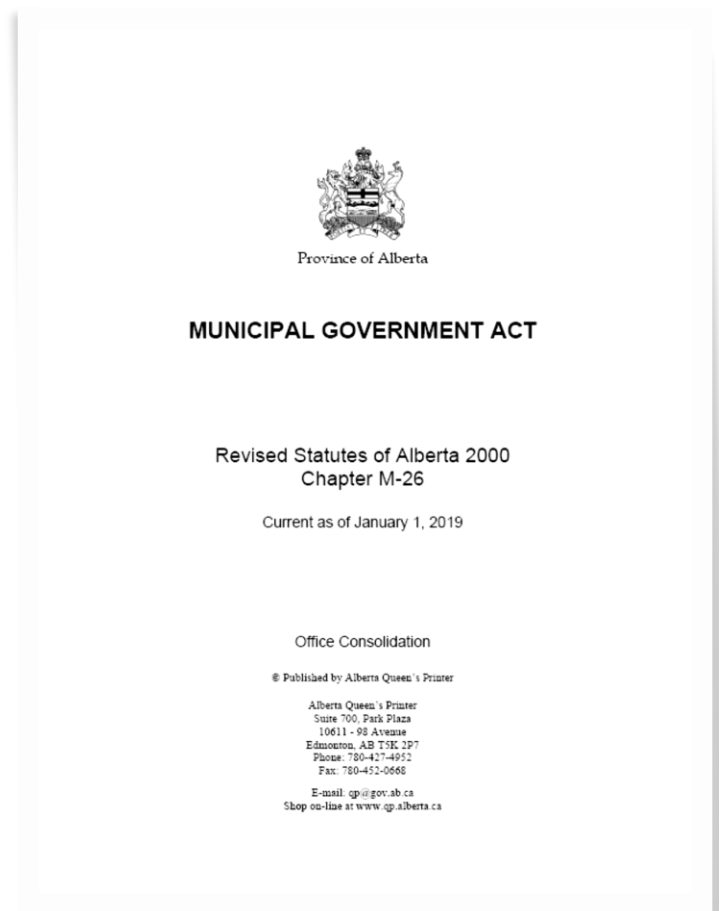 Province of Alberta
MUNICIPAL GOVERNMENT ACT
Revised Statutes of Alberta 2000
Chapter M-26
Current as of January 1, 2019
Office Consolidation
© Published by Alberta Queen's Printer
Alberta Queen's Printer
Suite 700, Park Plaza
10611 - 98 Avenue
Edmonton, AB T5K 2P7
Phone: 780-427-4952
Fax: 780-452-0668
E-mail: qp@gov.ab.ca
Shop on-line at www.qp.alberta.ca